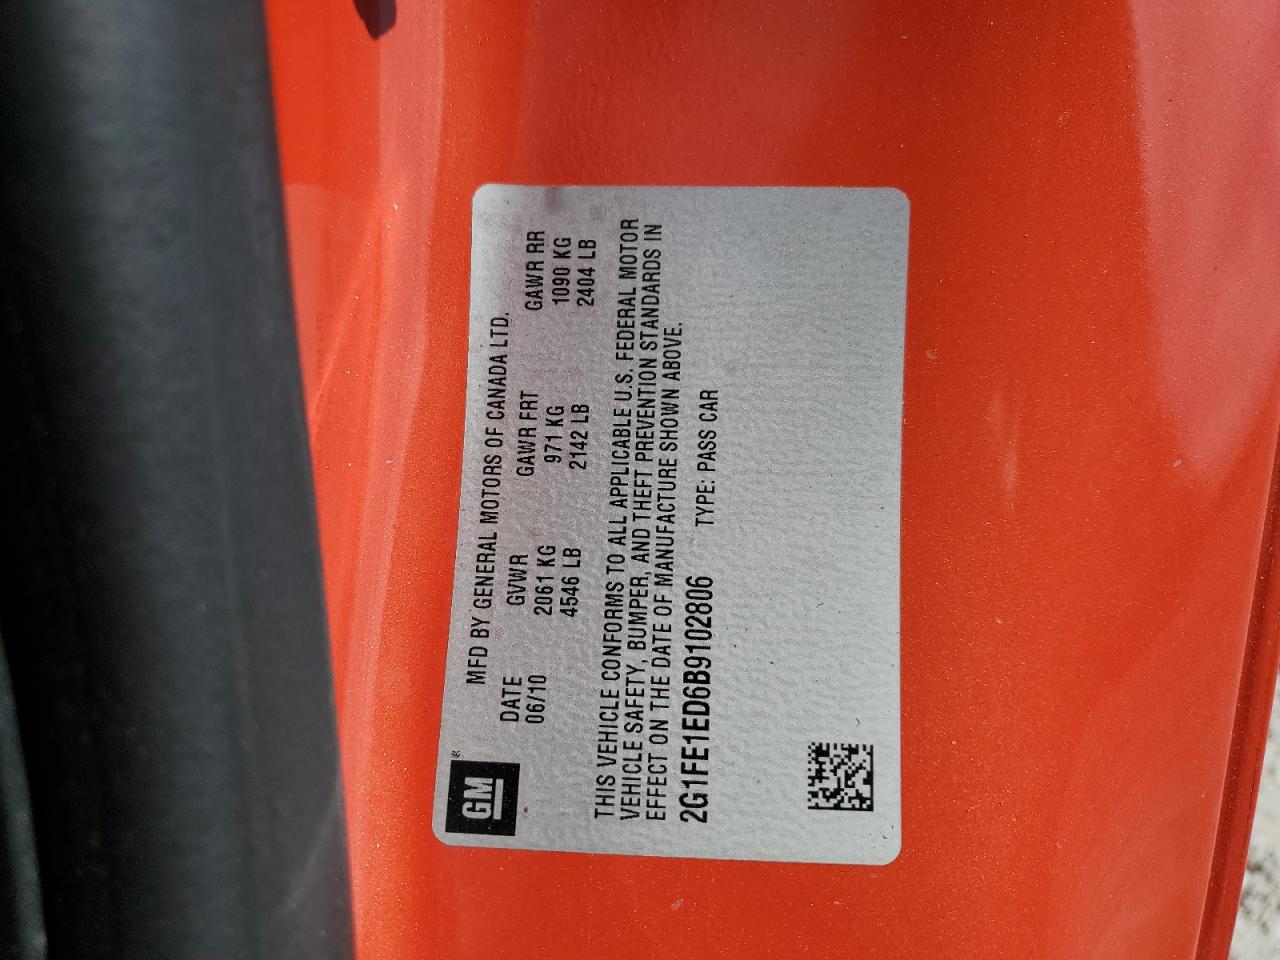 GM ®
MFD BY GENERAL MOTORS OF CANADA LTD.
DATE GVWR GAWR FRT GAWR RR
06/10 2061 KG 971 KG 1090 KG
4546 LB 2142 LB 2404 LB
THIS VEHICLE CONFORMS TO ALL APPLICABLE U.S. FEDERAL MOTOR
VEHICLE SAFETY, BUMPER, AND THEFT PREVENTION STANDARDS IN
EFFECT ON THE DATE OF MANUFACTURE SHOWN ABOVE.
2G1FE1ED6B9102806 TYPE: PASS CAR